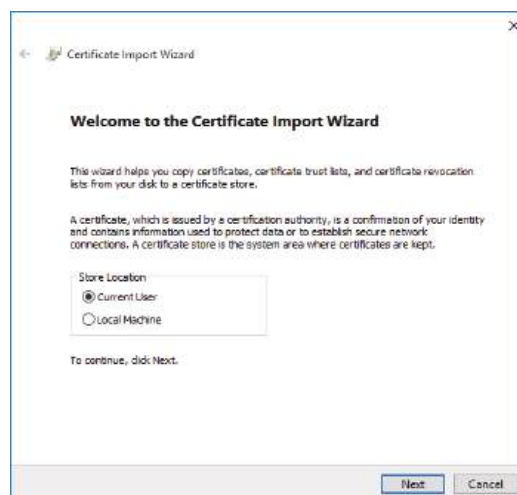 Certificate Import Wizard
Welcome to the Certificate Import Wizard
This wizard helps you copy certificates, certificate trust lists, and certificate revocation
lists from your disk to a certificate store.
A certificate, which is issued by a certification authority, is a confirmation of your identity
and contains information used to protect data or to establish secure network
connections. A certificate store is the system area where certificates are kept.
Store Location
Current User
Local Machine
To continue, click Next.
Next Cancel